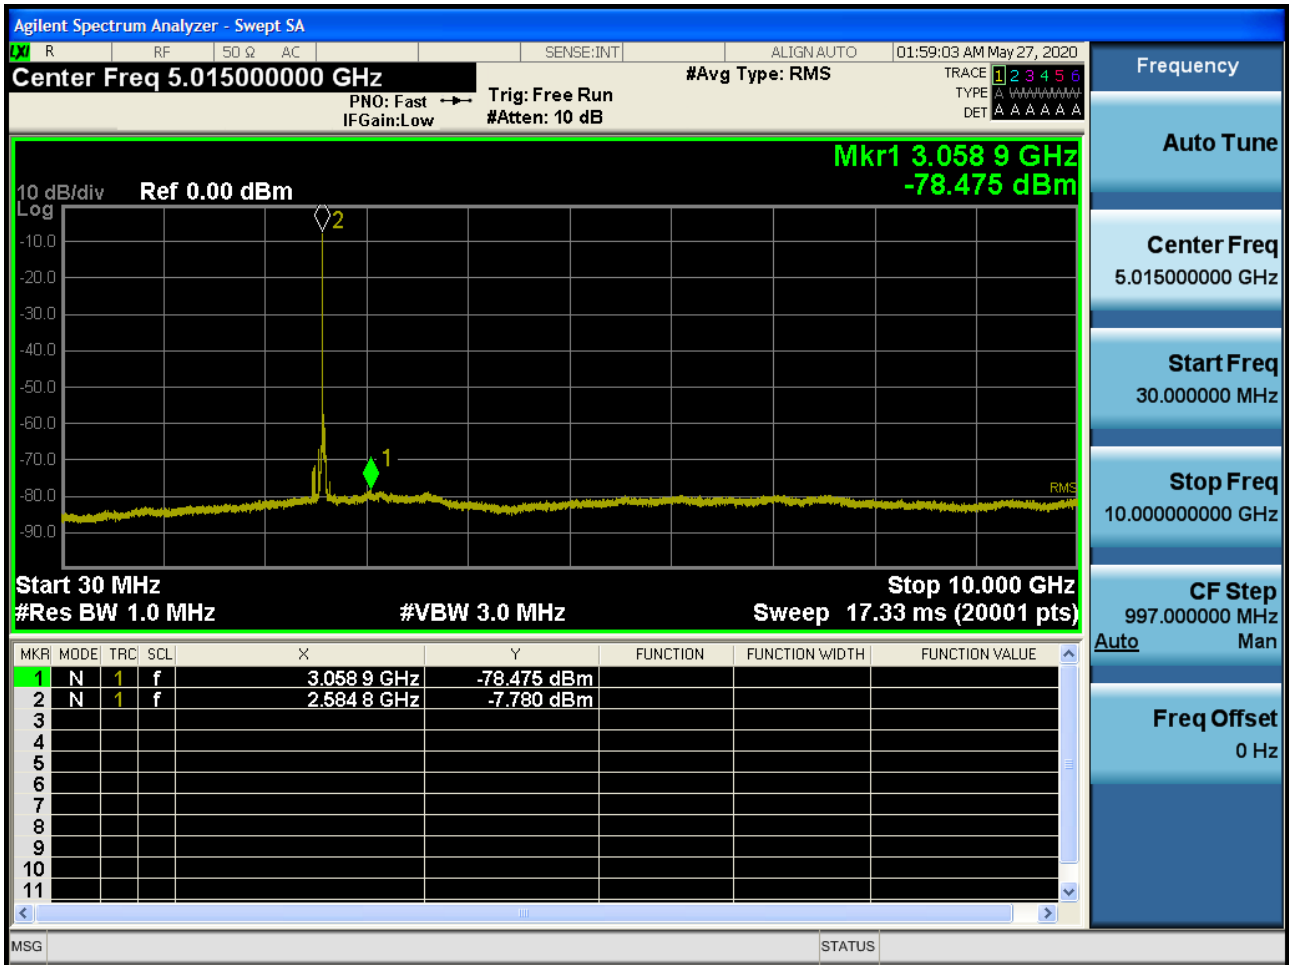 Agilent Spectrum Analyzer - Swept SA
LXI R RF 50 Ω AC SENSE:INT ALIGN AUTO 01:59:03 AM May 27, 2020
Center Freq 5.015000000 GHz
PNO: Fast
IFGain:Low
Trig: Free Run
#Atten: 10 dB
#Avg Type: RMS
TRACE 1 2 3 4 5 6
TYPE A WWWWW
DET A A A A A A
Mkr1 3.058 9 GHz
-78.475 dBm
10 dB/div Ref 0.00 dBm
Log
-10.0
-20.0
-30.0
-40.0
-50.0
-60.0
-70.0
-80.0
-90.0
2
1
RMS
Start 30 MHz Stop 10.000 GHz
#Res BW 1.0 MHz #VBW 3.0 MHz Sweep 17.33 ms (20001 pts)
MKR MODE TRC SCL X Y FUNCTION FUNCTION WIDTH FUNCTION VALUE
1 N 1 f 3.058 9 GHz -78.475 dBm
2 N 1 f 2.584 8 GHz -7.780 dBm
3
4
5
6
7
8
9
10
11
MSG STATUS
Frequency
Auto Tune
Center Freq
5.015000000 GHz
Start Freq
30.000000 MHz
Stop Freq
10.000000000 GHz
CF Step
997.000000 MHz
Auto Man
Freq Offset
0 Hz